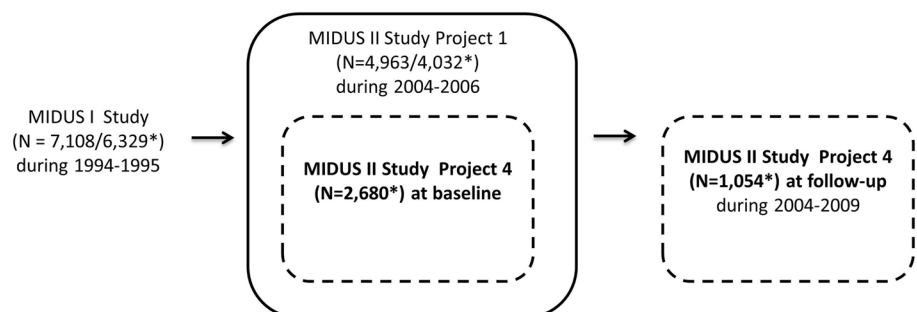 MIDUS I Study
(N = 7,108/6,329*)
during 1994-1995
MIDUS II Study Project 1
(N=4,963/4,032*)
during 2004-2006
MIDUS II Study Project 4
(N=2,680*) at baseline
MIDUS II Study Project 4
(N=1,054*) at follow-up
during 2004-2009